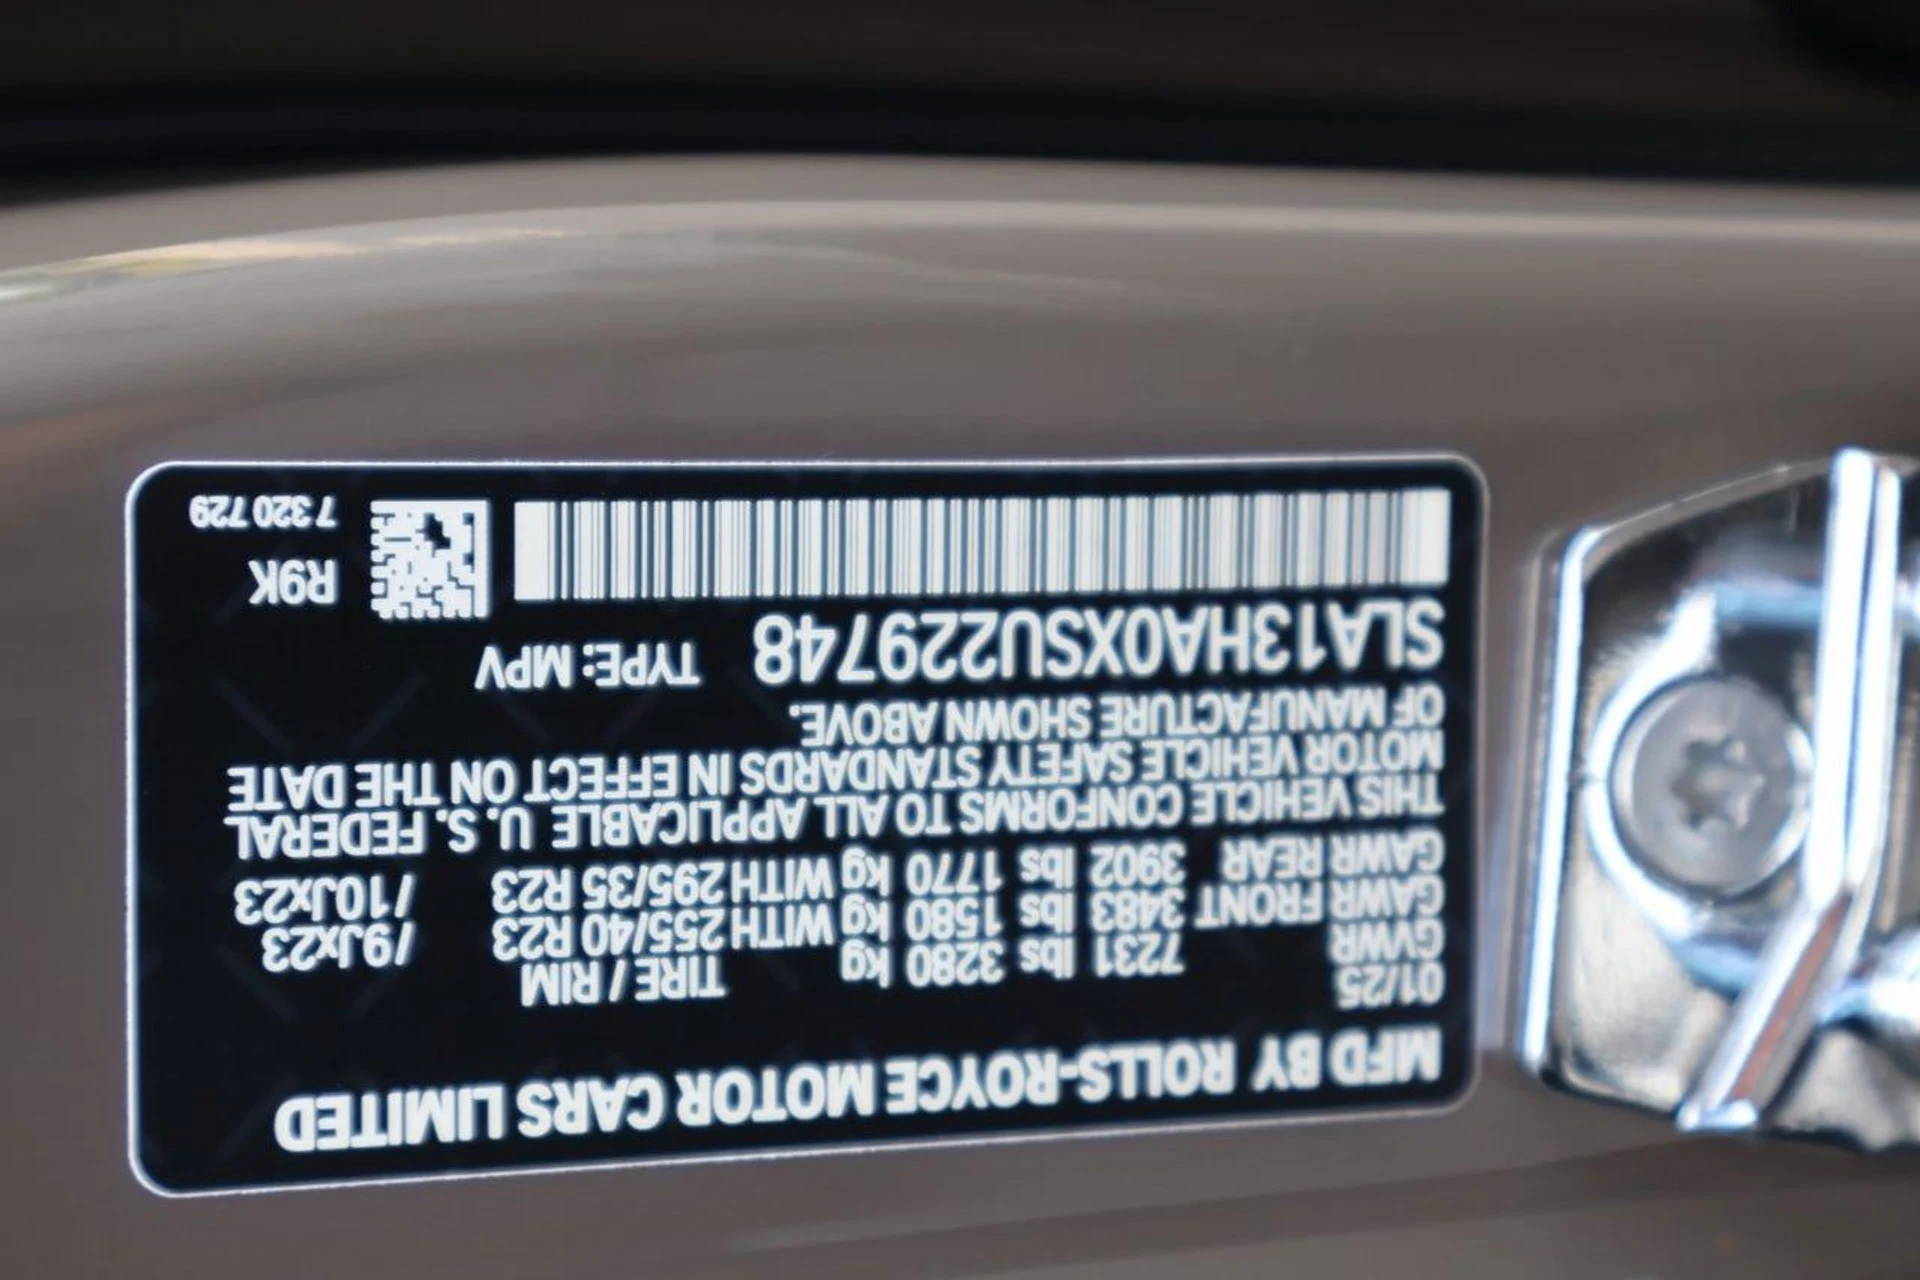 MFD BY ROLLS-ROYCE MOTOR CARS LIMITED
01/25 TIRE / RIM
GVWR 7231 lbs 3280 kg
GAWR FRONT 3483 lbs 1580 kg WITH 255/40 R23 /9Jx23
GAWR REAR 3902 lbs 1770 kg WITH 295/35 R23 /10Jx23
THIS VEHICLE CONFORMS TO ALL APPLICABLE U. S. FEDERAL
MOTOR VEHICLE SAFETY STANDARDS IN EFFECT ON THE DATE
OF MANUFACTURE SHOWN ABOVE.
SLA13HA0XSU229748 TYPE: MPV
R9K
7 320 729